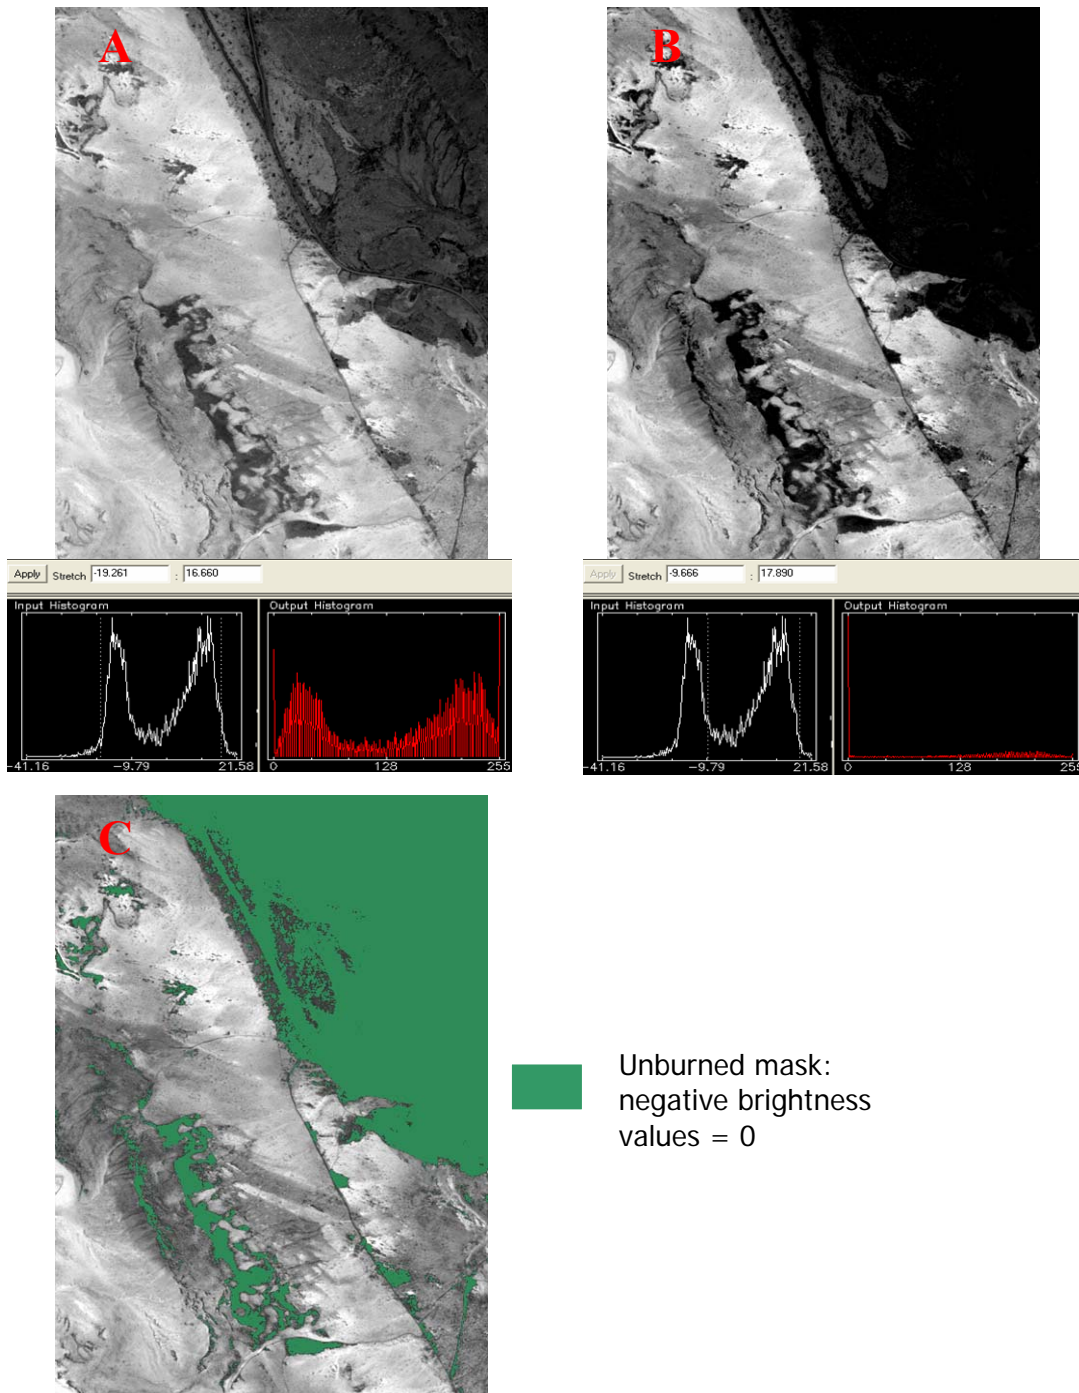 A
B
Apply Stretch -19.261 : 16.660
Apply Stretch -9.666 : 17.890
Input Histogram
Output Histogram
-41.16 -9.79 21.58
0 128 255
Input Histogram
Output Histogram
-41.16 -9.79 21.58
0 128 255
C
Unburned mask:
negative brightness
values = 0